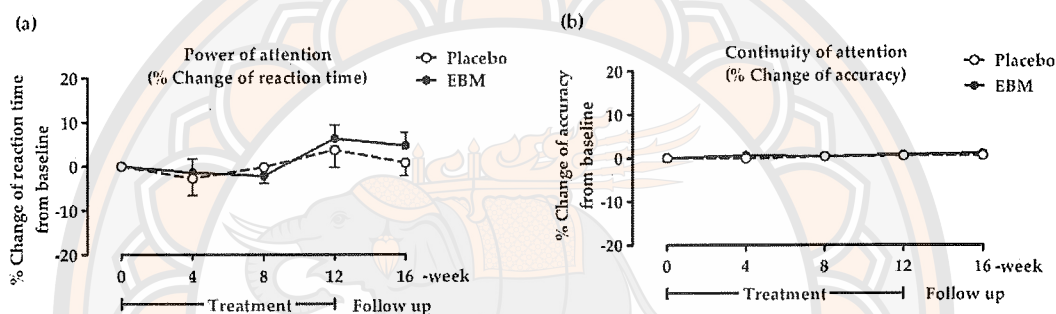 (a)
Power of attention
(% Change of reaction time)
Placebo
EBM
% Change of reaction time
from baseline
20
10
0
-10
-20
0 4 8 12 16 -week
Treatment Follow up
(b)
Continuity of attention
(% Change of accuracy)
Placebo
EBM
% Change of accuracy
from baseline
20
10
0
-10
-20
0 4 8 12 16 -week
Treatment Follow up